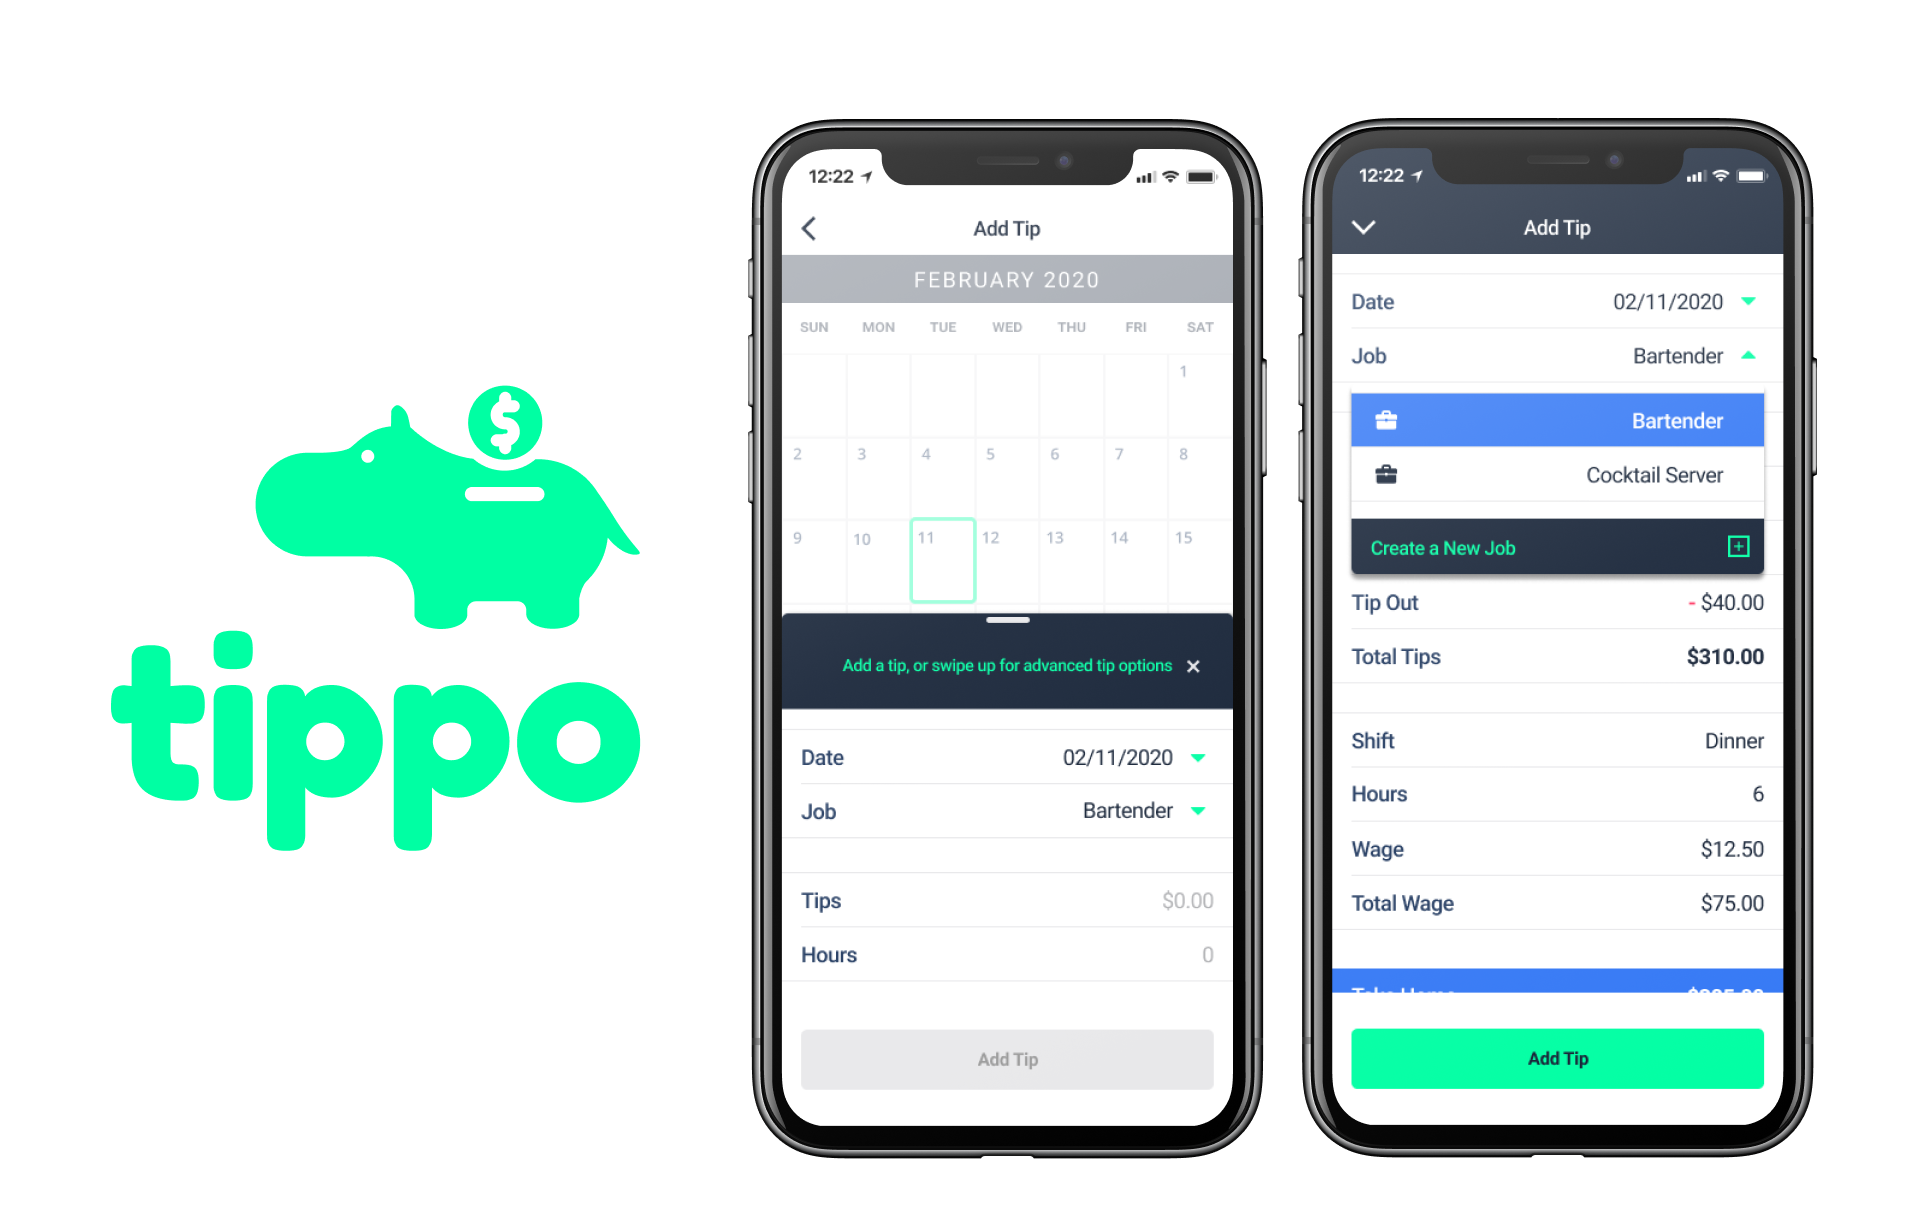 $
tippo
12:22
Add Tip
FEBRUARY 2020
SUN MON TUE WED THU FRI SAT
1
2 3 4 5 6 7 8
9 10 11 12 13 14 15
Add a tip, or swipe up for advanced tip options
Date 02/11/2020
Job Bartender
Tips $0.00
Hours 0
Add Tip
12:22
Add Tip
Date 02/11/2020
Job Bartender
Bartender
Cocktail Server
Create a New Job
Tip Out - $40.00
Total Tips $310.00
Shift Dinner
Hours 6
Wage $12.50
Total Wage $75.00
Take Home
Add Tip